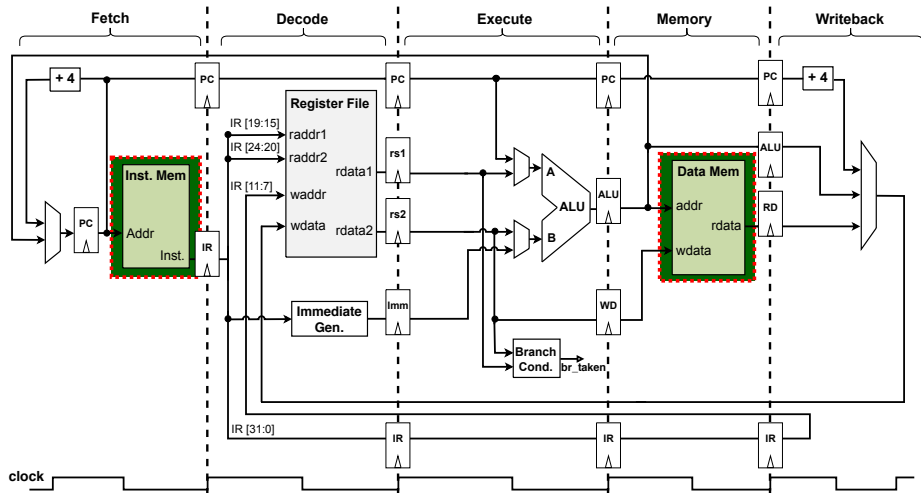 Fetch
Decode
Execute
Memory
Writeback
+ 4
PC
PC
PC
PC
+ 4
Register File
IR [19:15]
raddr1
IR [24:20]
raddr2
rdata1
rs1
IR [11:7]
waddr
wdata
rdata2
rs2
A
ALU
B
ALU
ALU
Inst. Mem
Addr
Inst.
PC
IR
Data Mem
addr
rdata
wdata
RD
Immediate
Gen.
Imm
WD
Branch
Cond.
br_taken
IR [31:0]
IR
IR
IR
clock